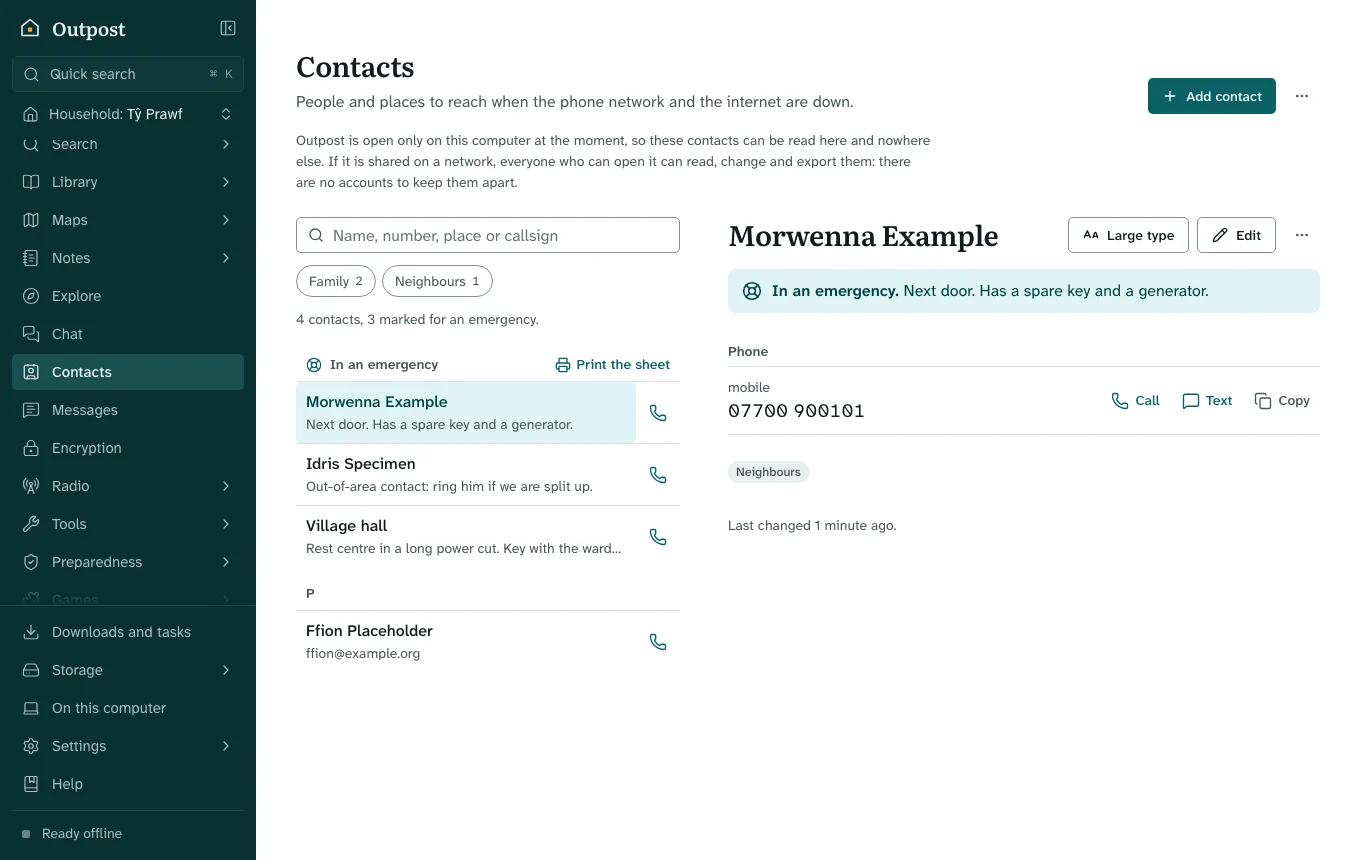 Outpost
Quick search ⌘ K
Household: Tŷ Prawf
Search
Library
Maps
Notes
Explore
Chat
Contacts
Messages
Encryption
Radio
Tools
Preparedness
Games
Downloads and tasks
Storage
On this computer
Settings
Help
Ready offline
Contacts
People and places to reach when the phone network and the internet are down.
Add contact
Outpost is open only on this computer at the moment, so these contacts can be read here and nowhere
else. If it is shared on a network, everyone who can open it can read, change and export them: there
are no accounts to keep them apart.
Name, number, place or callsign
Family 2 Neighbours 1
4 contacts, 3 marked for an emergency.
In an emergency Print the sheet
Morwenna Example
Next door. Has a spare key and a generator.
Idris Specimen
Out-of-area contact: ring him if we are split up.
Village hall
Rest centre in a long power cut. Key with the ward...
P
Ffion Placeholder
ffion@example.org
Morwenna Example
AA Large type Edit
In an emergency. Next door. Has a spare key and a generator.
Phone
mobile
07700 900101
Call Text Copy
Neighbours
Last changed 1 minute ago.